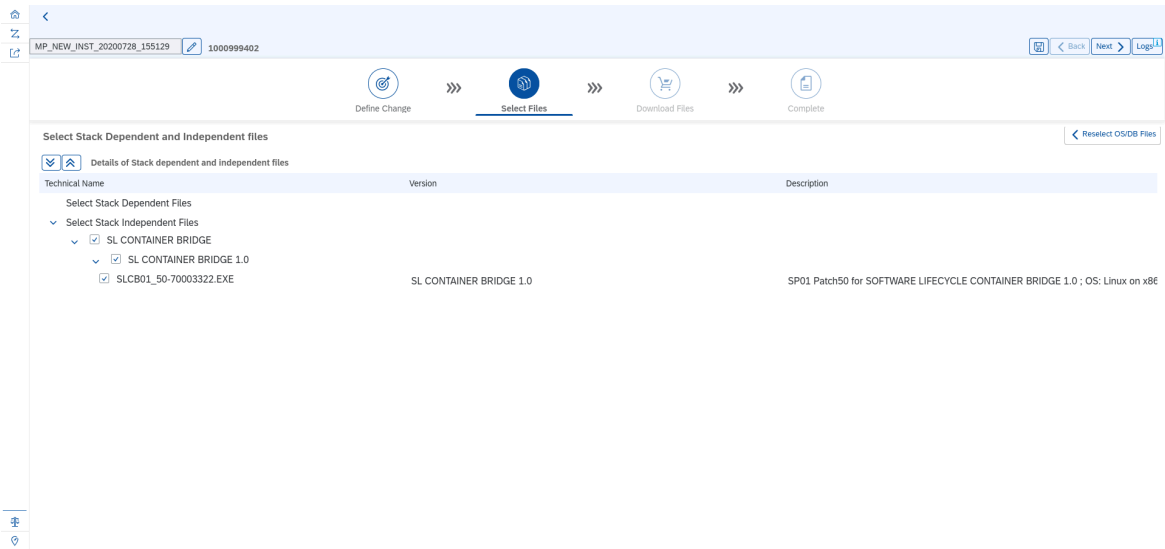 MP_NEW_INST_20200728_155129 1000999402 Back Next Logs
Define Change Select Files Download Files Complete
Select Stack Dependent and Independent files Reselect OS/DB Files
Details of Stack dependent and independent files
Technical Name Version Description
Select Stack Dependent Files
Select Stack Independent Files
SL CONTAINER BRIDGE
SL CONTAINER BRIDGE 1.0
SLCB01_50-70003322.EXE SL CONTAINER BRIDGE 1.0 SP01 Patch50 for SOFTWARE LIFECYCLE CONTAINER BRIDGE 1.0 ; OS: Linux on x86